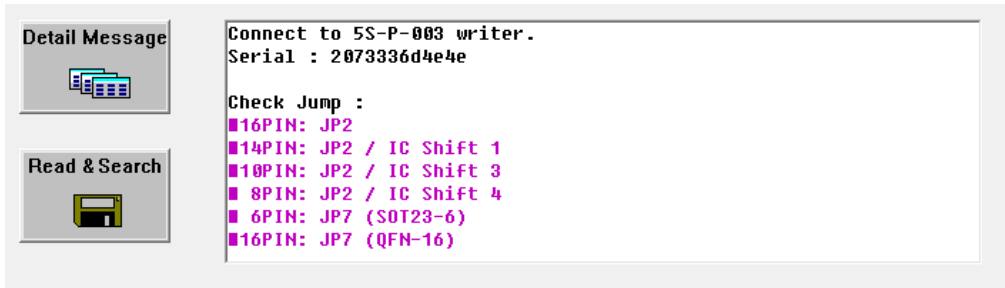 Detail Message
Read & Search
Connect to 5S-P-003 writer.
Serial : 2073336d4e4e
Check Jump :
■16PIN: JP2
■14PIN: JP2 / IC Shift 1
■10PIN: JP2 / IC Shift 3
■ 8PIN: JP2 / IC Shift 4
■ 6PIN: JP7 (SOT23-6)
■16PIN: JP7 (QFN-16)